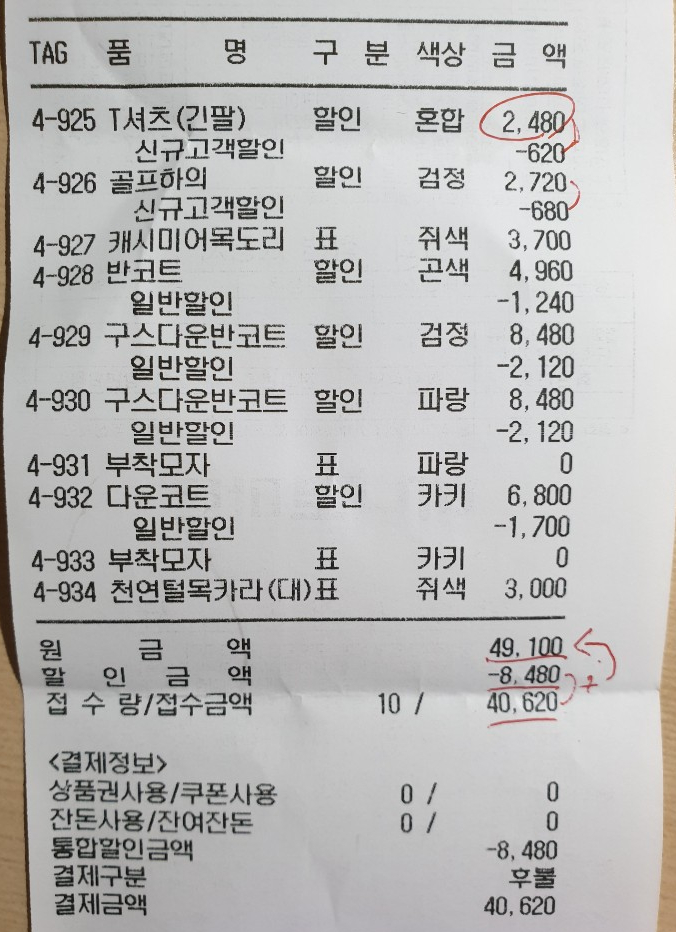 TAG 품 명 구 분 색상 금 액
4-925 T셔츠(긴팔) 할인 혼합 2,480
신규고객할인 -620
4-926 골프하의 할인 검정 2,720
신규고객할인 -680
4-927 캐시미어목도리 표 쥐색 3,700
4-928 반코트 할인 곤색 4,960
일반할인 -1,240
4-929 구스다운반코트 할인 검정 8,480
일반할인 -2,120
4-930 구스다운반코트 할인 파랑 8,480
일반할인 -2,120
4-931 부착모자 표 파랑 0
4-932 다운코트 할인 카키 6,800
일반할인 -1,700
4-933 부착모자 표 카키 0
4-934 천연털목카라(대)표 쥐색 3,000
원 금 액 49,100
할 인 금 액 -8,480
접 수 량/접수금액 10 / 40,620
<결제정보>
상품권사용/쿠폰사용 0 / 0
잔돈사용/잔여잔돈 0 / 0
통합할인금액 -8,480
결제구분 후불
결제금액 40,620